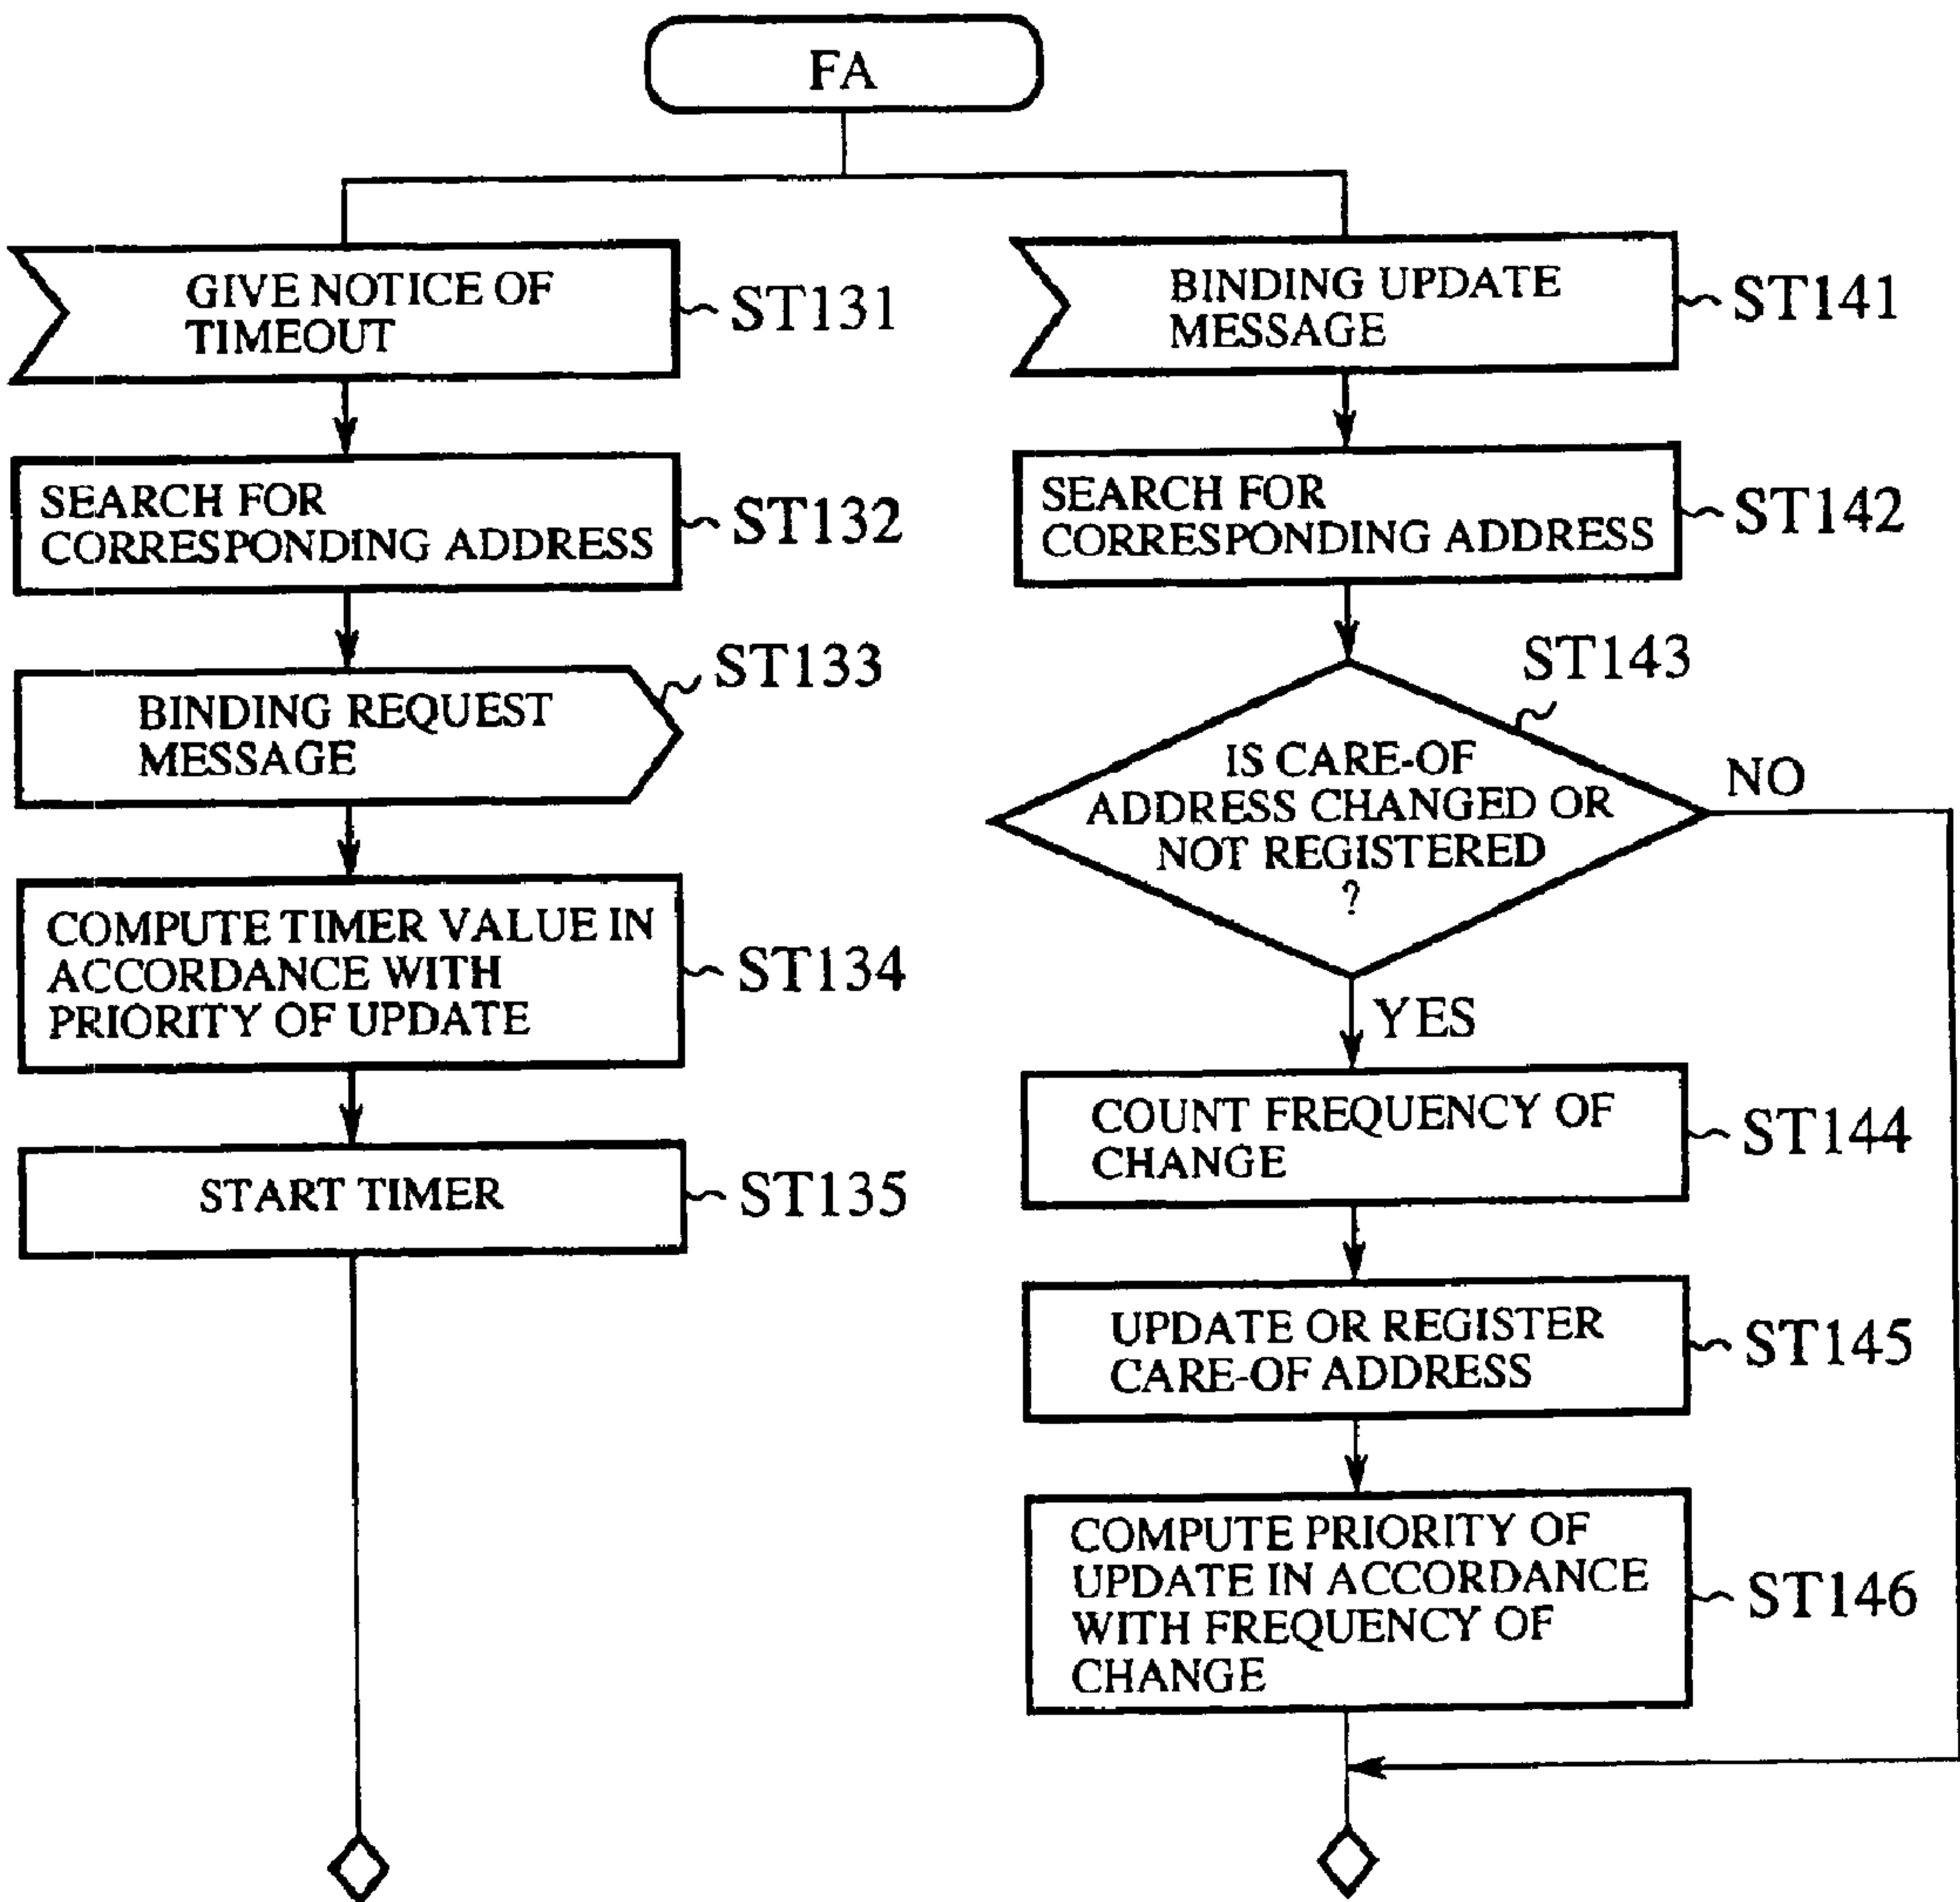 FA
GIVE NOTICE OF
TIMEOUT
ST131
SEARCH FOR
CORRESPONDING ADDRESS
ST132
BINDING REQUEST
MESSAGE
ST133
COMPUTE TIMER VALUE IN
ACCORDANCE WITH
PRIORITY OF UPDATE
ST134
START TIMER
ST135
BINDING UPDATE
MESSAGE
ST141
SEARCH FOR
CORRESPONDING ADDRESS
ST142
ST143
IS CARE-OF
ADDRESS CHANGED OR
NOT REGISTERED
?
NO
YES
COUNT FREQUENCY OF
CHANGE
ST144
UPDATE OR REGISTER
CARE-OF ADDRESS
ST145
COMPUTE PRIORITY OF
UPDATE IN ACCORDANCE
WITH FREQUENCY OF
CHANGE
ST146